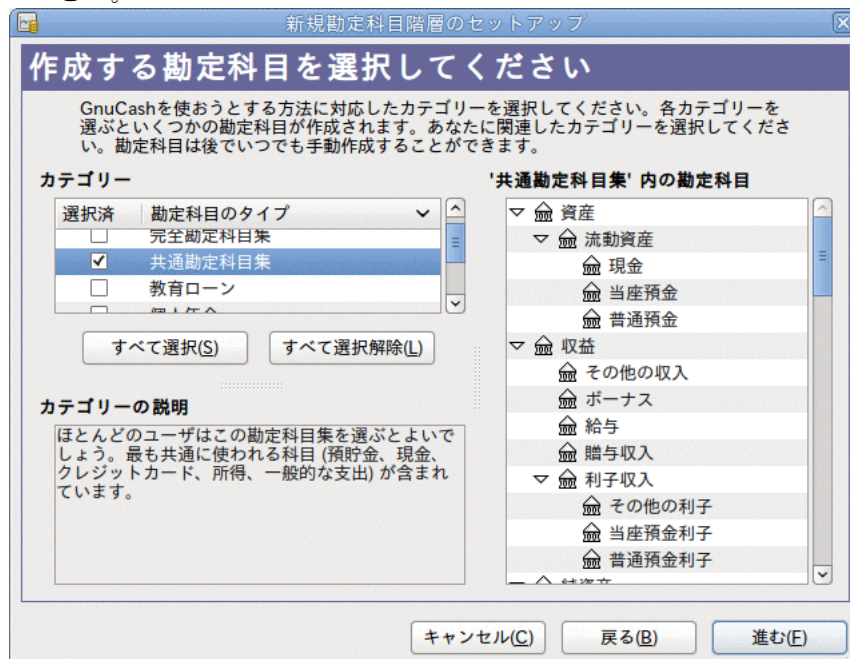 新規勘定科目階層のセットアップ
作成する勘定科目を選択してください
GnuCashを使おうとする方法に対応したカテゴリーを選択してください。各カテゴリーを
選ぶといくつかの勘定科目が作成されます。あなたに関連したカテゴリーを選択してくださ
い。勘定科目は後でいつでも手動作成することができます。
カテゴリー
選択済 勘定科目のタイプ
完全勘定科目集
共通勘定科目集
教育ローン
すべて選択(S) すべて選択解除(L)
カテゴリーの説明
ほとんどのユーザはこの勘定科目集を選ぶとよいで
しょう。最も共通に使われる科目 (預貯金、現金、
クレジットカード、所得、一般的な支出) が含まれ
ています。
'共通勘定科目集' 内の勘定科目
資産
流動資産
現金
当座預金
普通預金
収益
その他の収入
ボーナス
給与
贈与収入
利子収入
その他の利子
当座預金利子
普通預金利子
キャンセル(C) 戻る(B) 進む(F)